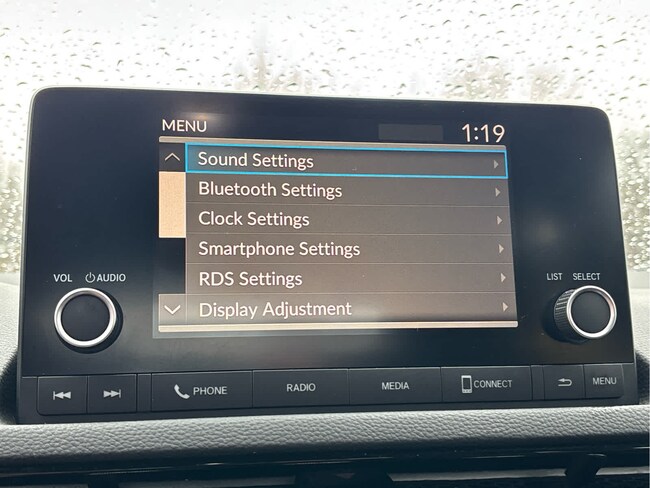 MENU 1:19
Sound Settings
Bluetooth Settings
Clock Settings
Smartphone Settings
RDS Settings
Display Adjustment
VOL AUDIO
LIST SELECT
PHONE RADIO MEDIA CONNECT MENU